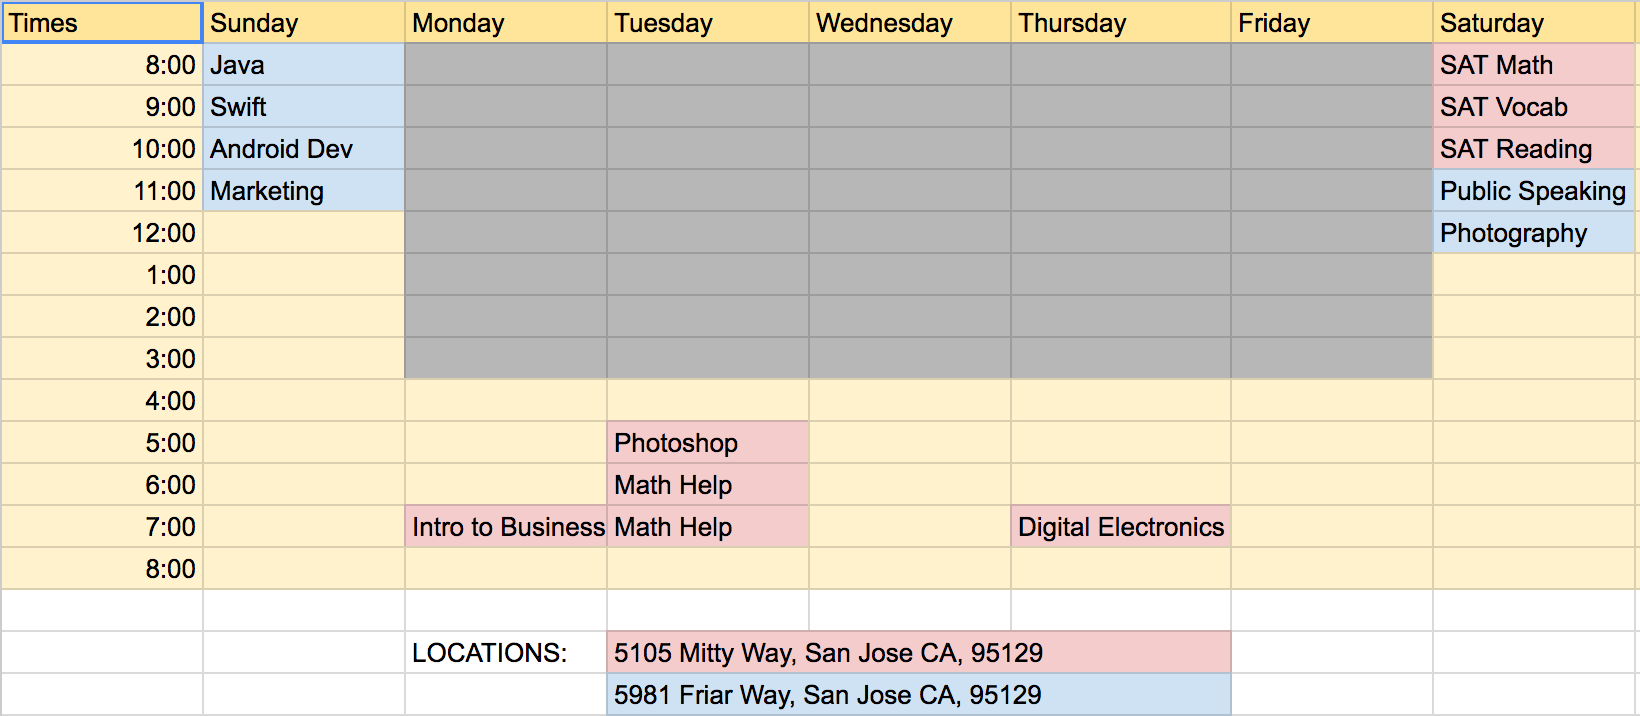 Times Sunday Monday Tuesday Wednesday Thursday Friday Saturday
8:00 Java SAT Math
9:00 Swift SAT Vocab
10:00 Android Dev SAT Reading
11:00 Marketing Public Speaking
12:00 Photography
1:00
2:00
3:00
4:00
5:00 Photoshop
6:00 Math Help
7:00 Intro to Business Math Help Digital Electronics
8:00
LOCATIONS: 5105 Mitty Way, San Jose CA, 95129
5981 Friar Way, San Jose CA, 95129